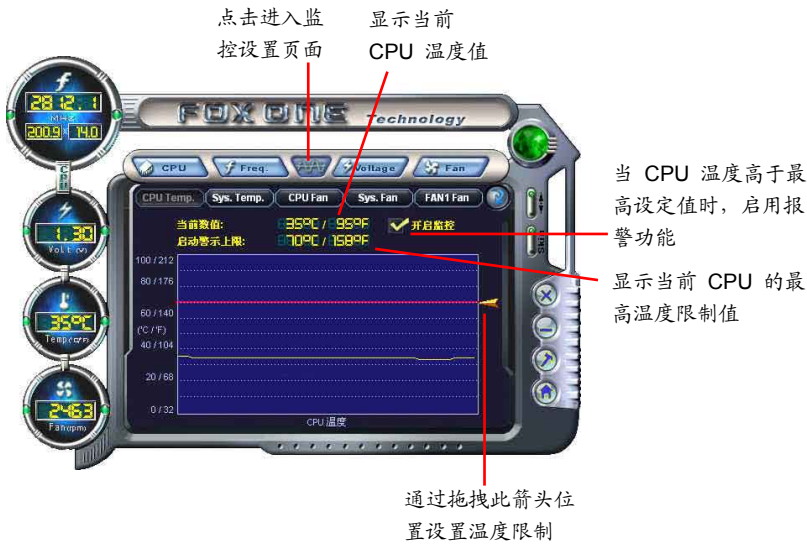 点击进入监
控设置页面
显示当前
CPU 温度值
2812.1
MHZ
200.9 x 14.0
CPU
FOX ONE Technology
CPU
Freq.
Voltage
Fan
CPU Temp.
Sys. Temp.
CPU Fan
Sys. Fan
FAN1 Fan
?
当前数值: 35ºC / 95ºF
开启监控
启动警示上限: 70ºC / 158ºF
当 CPU 温度高于最
高设定值时，启用报
警功能
显示当前 CPU 的最
高温度限制值
1.30
Volt.(v)
35ºC
Temp(c/f)
2463
Fan(rpm)
Skin
100 / 212
80 / 176
60 / 140
(℃ / ℉)
40 / 104
20 / 68
0 / 32
CPU 温度
通过拖拽此箭头位
置设置温度限制